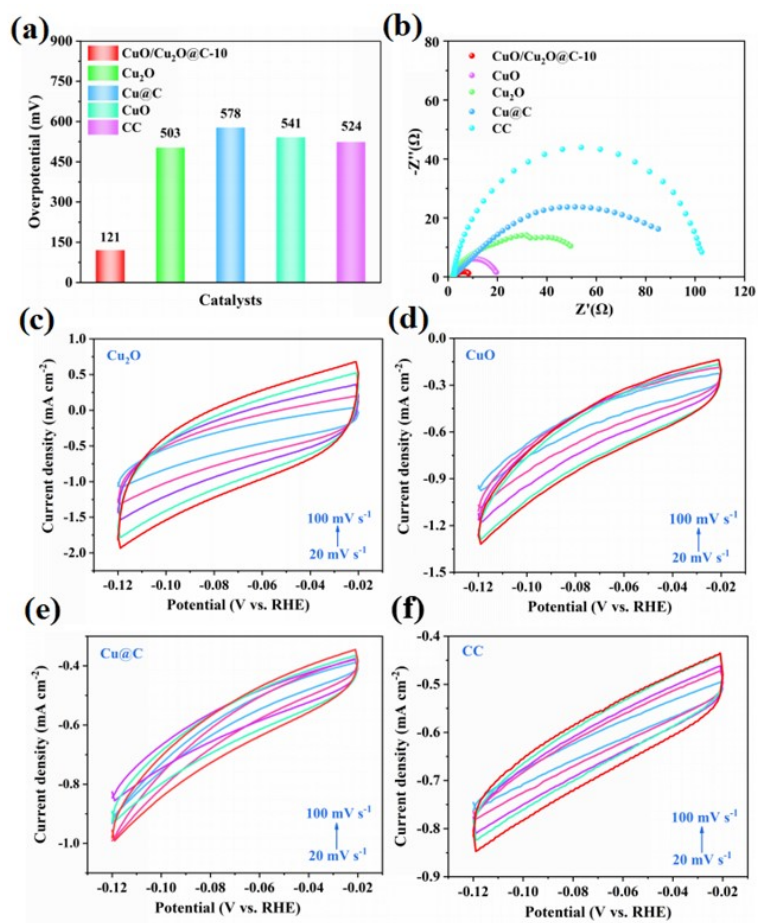 (a)
900
750
600
450
300
150
0
Overpotential (mV)
CuO/Cu₂O@C-10
Cu₂O
Cu@C
CuO
CC
121
503
578
541
524
Catalysts
(b)
-80
-60
-40
-20
0
-Z''(Ω)
CuO/Cu₂O@C-10
CuO
Cu₂O
Cu@C
CC
0 20 40 60 80 100 120
Z'(Ω)
(c)
1.0
0.5
0.0
-0.5
-1.0
-1.5
-2.0
Current density (mA cm⁻²)
Cu₂O
100 mV s⁻¹
20 mV s⁻¹
-0.12 -0.10 -0.08 -0.06 -0.04 -0.02
Potential (V vs. RHE)
(d)
0.0
-0.3
-0.6
-0.9
-1.2
-1.5
Current density (mA cm⁻²)
CuO
100 mV s⁻¹
20 mV s⁻¹
-0.12 -0.10 -0.08 -0.06 -0.04 -0.02
Potential (V vs. RHE)
(e)
-0.4
-0.6
-0.8
-1.0
Current density (mA cm⁻²)
Cu@C
100 mV s⁻¹
20 mV s⁻¹
-0.12 -0.10 -0.08 -0.06 -0.04 -0.02
Potential (V vs. RHE)
(f)
-0.4
-0.5
-0.6
-0.7
-0.8
-0.9
Current density (mA cm⁻²)
CC
100 mV s⁻¹
20 mV s⁻¹
-0.12 -0.10 -0.08 -0.06 -0.04 -0.02
Potential (V vs. RHE)